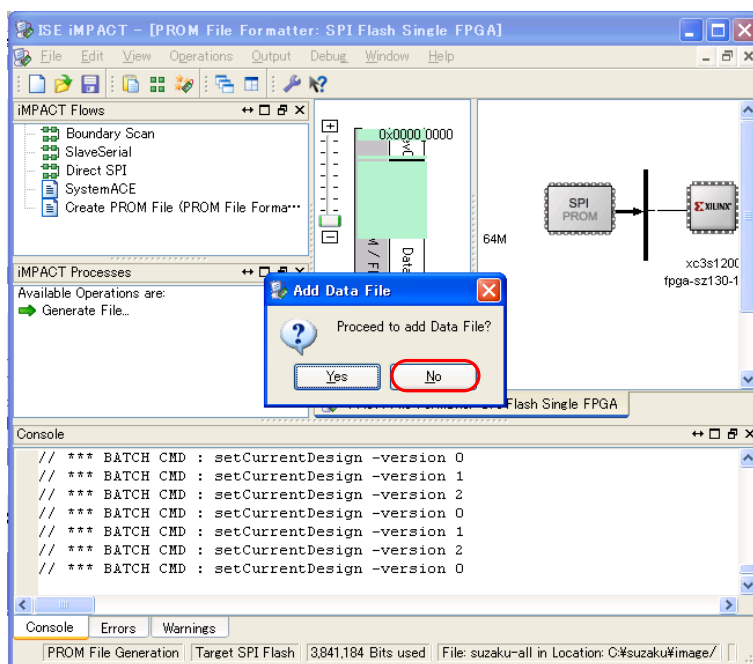 ISE iMPACT - [PROM File Formatter: SPI Flash Single FPGA]
File Edit View Operations Output Debug Window Help
iMPACT Flows
Boundary Scan
SlaveSerial
Direct SPI
SystemACE
Create PROM File (PROM File Forma…
0x0000 0000
Data
64M
SPI
PROM
XILINX
xc3s1200
fpga-sz130-1
iMPACT Processes
Available Operations are:
Generate File...
Add Data File
Proceed to add Data File?
Yes No
Flash Single FPGA
Console
// *** BATCH CMD : setCurrentDesign -version 0
// *** BATCH CMD : setCurrentDesign -version 1
// *** BATCH CMD : setCurrentDesign -version 2
// *** BATCH CMD : setCurrentDesign -version 0
// *** BATCH CMD : setCurrentDesign -version 1
// *** BATCH CMD : setCurrentDesign -version 2
// *** BATCH CMD : setCurrentDesign -version 0
Console Errors Warnings
PROM File Generation Target SPI Flash 3,841,184 Bits used File: suzaku-all in Location: C:¥suzaku¥image/